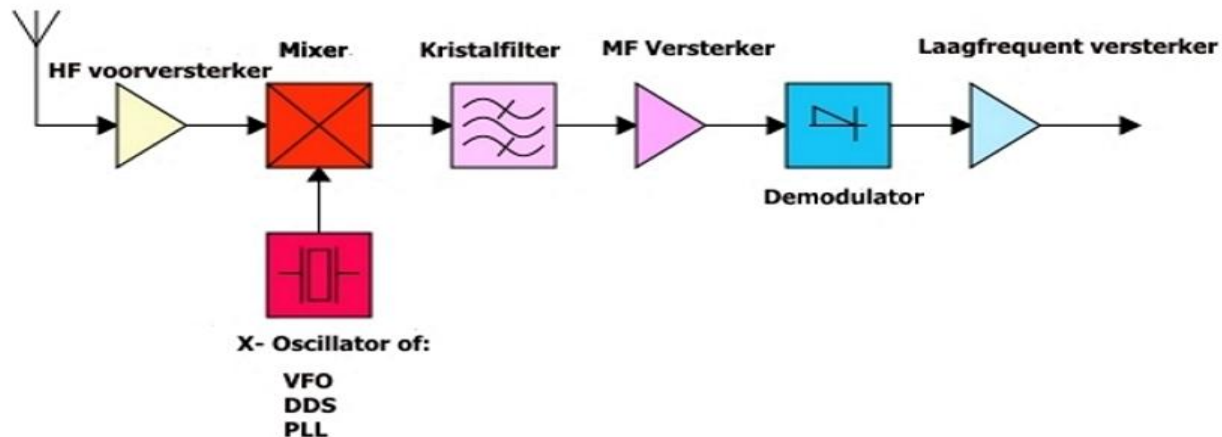 HF voorversterker
Mixer
Kristalfilter
MF Versterker
Demodulator
Laagfrequent versterker
X- Oscillator of:
VFO
DDS
PLL